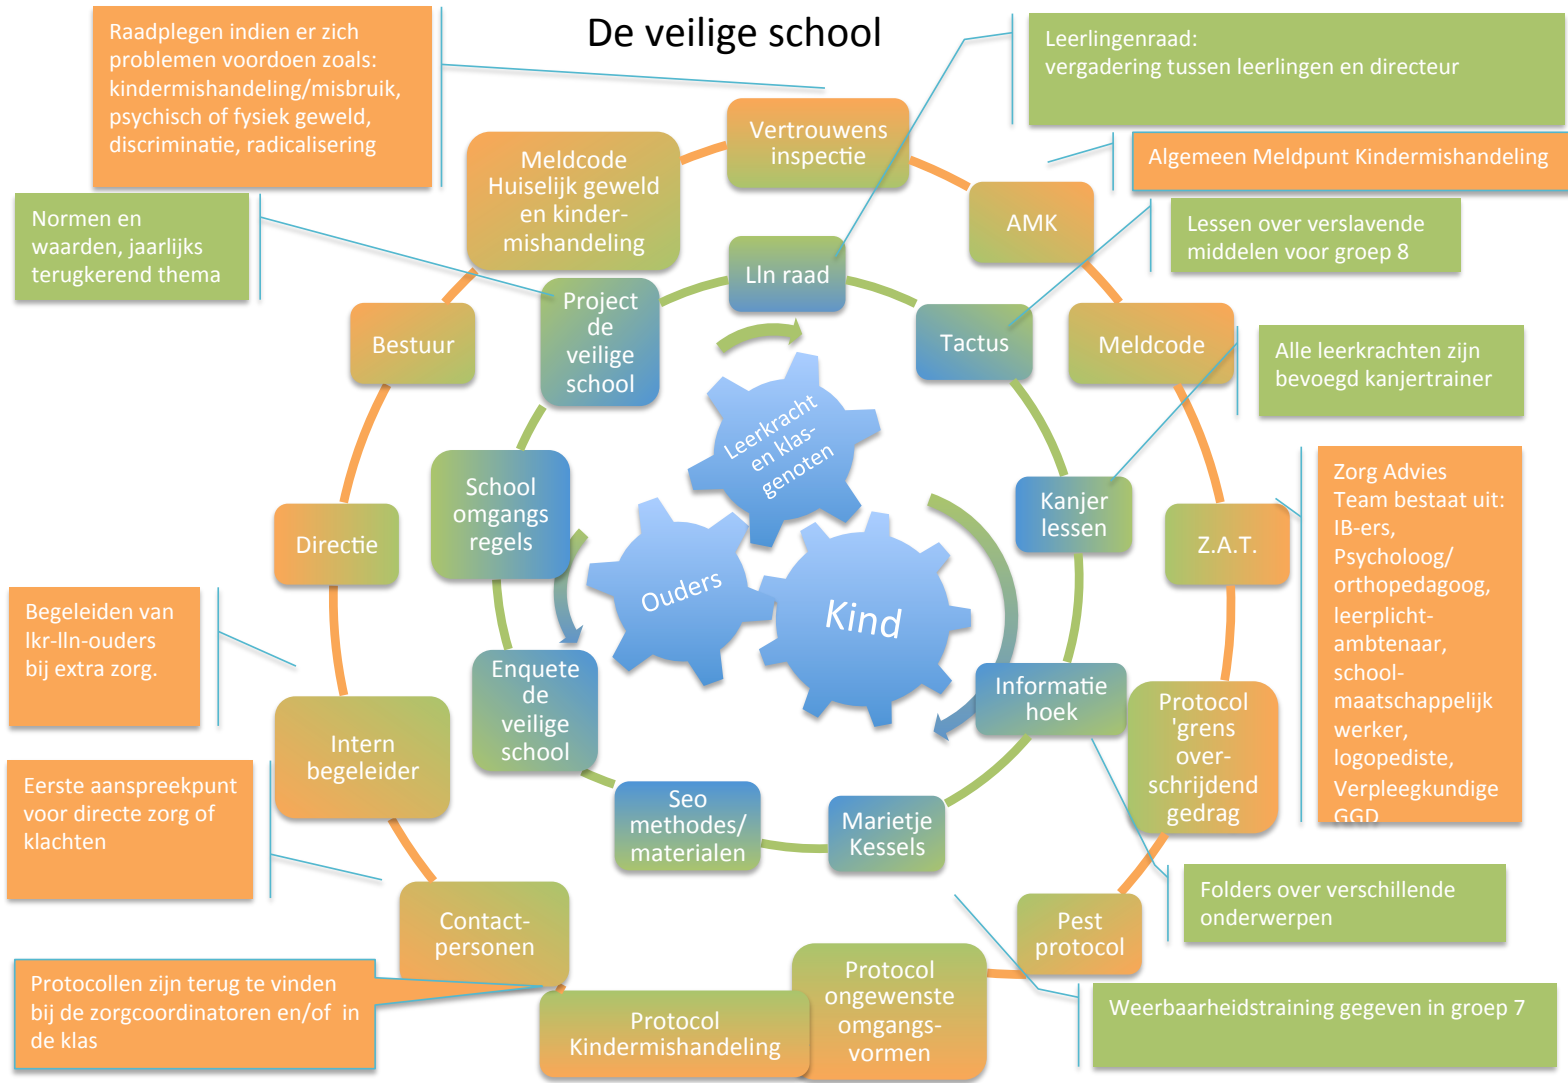 De veilige school
Raadplegen indien er zich
problemen voordoen zoals:
kindermishandeling/misbruik,
psychisch of fysiek geweld,
discriminatie, radicalisering
Leerlingenraad:
vergadering tussen leerlingen en directeur
Algemeen Meldpunt Kindermishandeling
Normen en
waarden, jaarlijks
terugkerend thema
Lessen over verslavende
middelen voor groep 8
Alle leerkrachten zijn
bevoegd kanjertrainer
Zorg Advies
Team bestaat uit:
IB-ers,
Psycholoog/
orthopedagoog,
leerplicht-
ambtenaar,
school-
maatschappelijk
werker,
logopediste,
Verpleegkundige
GGD
Begeleiden van
lkr-lln-ouders
bij extra zorg.
Eerste aanspreekpunt
voor directe zorg of
klachten
Folders over verschillende
onderwerpen
Protocollen zijn terug te vinden
bij de zorgcoordinatoren en/of in
de klas
Weerbaarheidstraining gegeven in groep 7
Vertrouwens
inspectie
AMK
Meldcode
Z.A.T.
Protocol
'grens
over-
schrijdend
gedrag
Pest
protocol
Protocol
ongewenste
omgangs-
vormen
Protocol
Kindermishandeling
Contact-
personen
Intern
begeleider
Directie
Bestuur
Meldcode
Huiselijk geweld
en kinder-
mishandeling
Lln raad
Tactus
Kanjer
lessen
Informatie
hoek
Marietje
Kessels
Seo
methodes/
materialen
Enquete
de
veilige
school
School
omgangs
regels
Project
de
veilige
school
Leerkracht
en klas-
genoten
Ouders
Kind